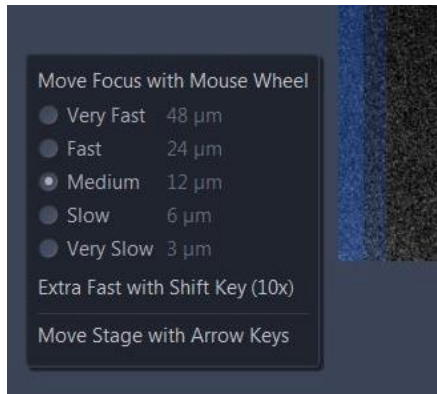 Move Focus with Mouse Wheel
Very Fast 48 µm
Fast 24 µm
Medium 12 µm
Slow 6 µm
Very Slow 3 µm
Extra Fast with Shift Key (10x)
Move Stage with Arrow Keys